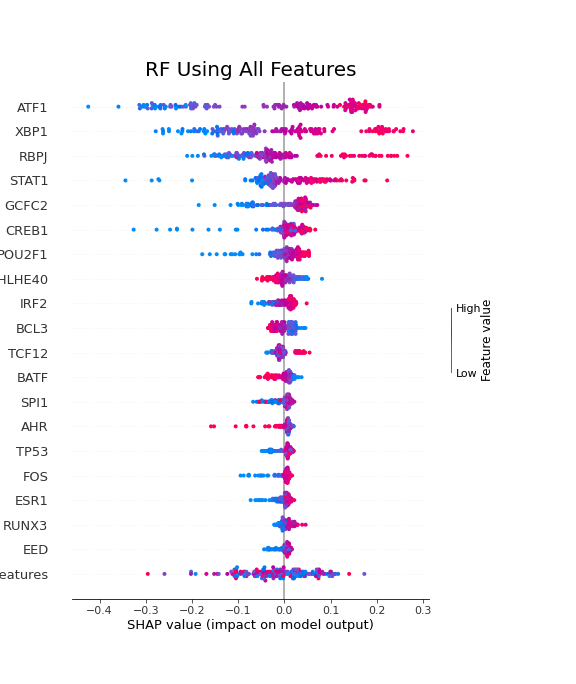 RF Using All Features
ATF1
XBP1
RBPJ
STAT1
GCFC2
CREB1
POU2F1
HLHE40
IRF2
BCL3
TCF12
BATF
SPI1
AHR
TP53
FOS
ESR1
RUNX3
EED
eatures
High
Low
Feature value
−0.4 −0.3 −0.2 −0.1 0.0 0.1 0.2 0.3
SHAP value (impact on model output)